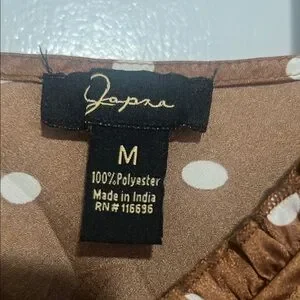 Japna
M
100% Polyester
Made in India
RN# 116696